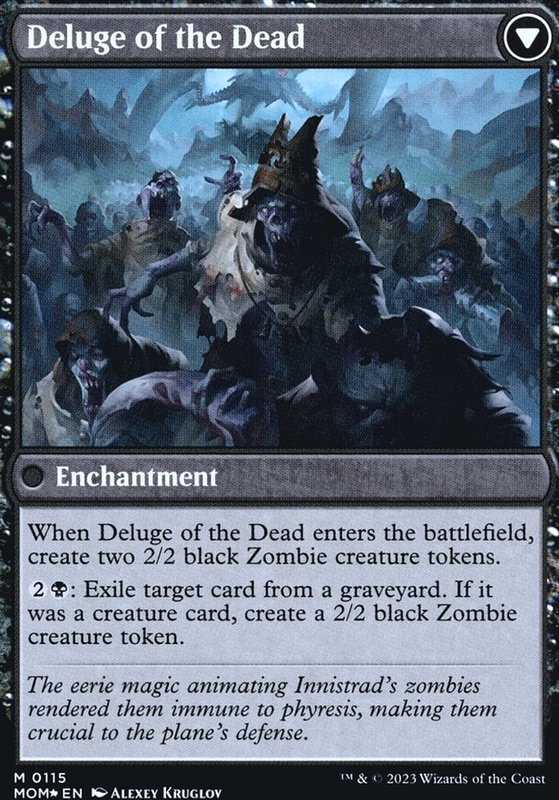 Deluge of the Dead
Enchantment
When Deluge of the Dead enters the battlefield,
create two 2/2 black Zombie creature tokens.
2: Exile target card from a graveyard. If it
was a creature card, create a 2/2 black Zombie
creature token.
The eerie magic animating Innistrad's zombies
rendered them immune to phyresis, making them
crucial to the plane's defense.
M 0115
MOM★EN ALEXEY KRUGLOV
™ & © 2023 Wizards of the Coast